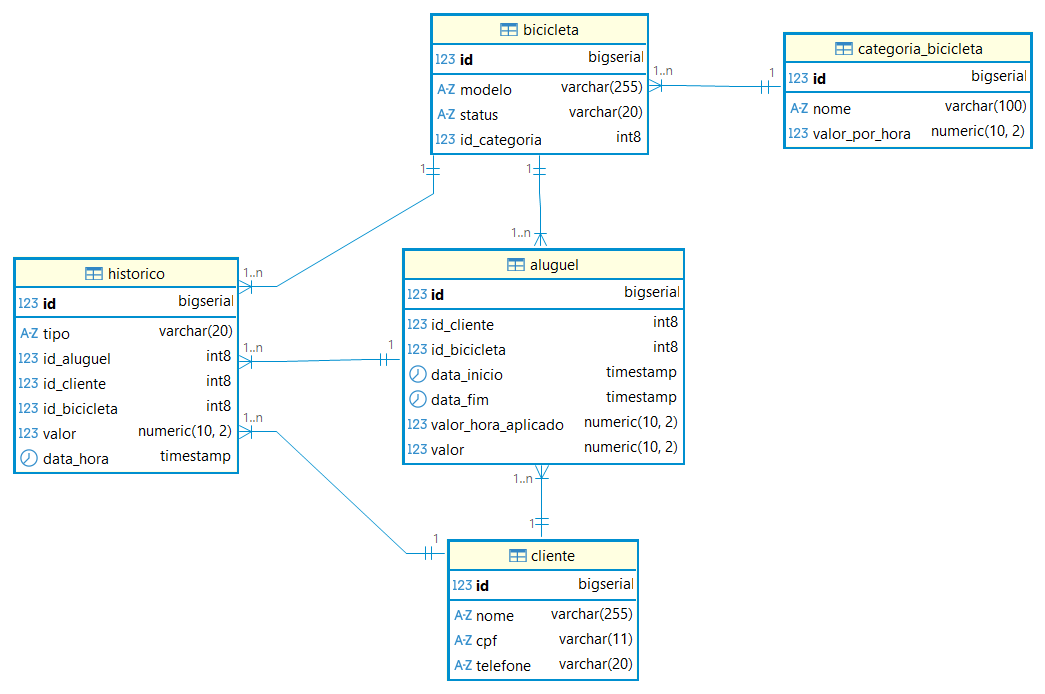 bicicleta
123 id bigserial
A-Z modelo varchar(255)
A-Z status varchar(20)
123 id_categoria int8
categoria_bicicleta
123 id bigserial
A-Z nome varchar(100)
123 valor_por_hora numeric(10, 2)
1..n
1
1
1
1..n
historico
123 id bigserial
A-Z tipo varchar(20)
123 id_aluguel int8
123 id_cliente int8
123 id_bicicleta int8
123 valor numeric(10, 2)
data_hora timestamp
1..n
1..n
1
1..n
aluguel
123 id bigserial
123 id_cliente int8
123 id_bicicleta int8
data_inicio timestamp
data_fim timestamp
123 valor_hora_aplicado numeric(10, 2)
123 valor numeric(10, 2)
1..n
1
1
cliente
123 id bigserial
A-Z nome varchar(255)
A-Z cpf varchar(11)
A-Z telefone varchar(20)